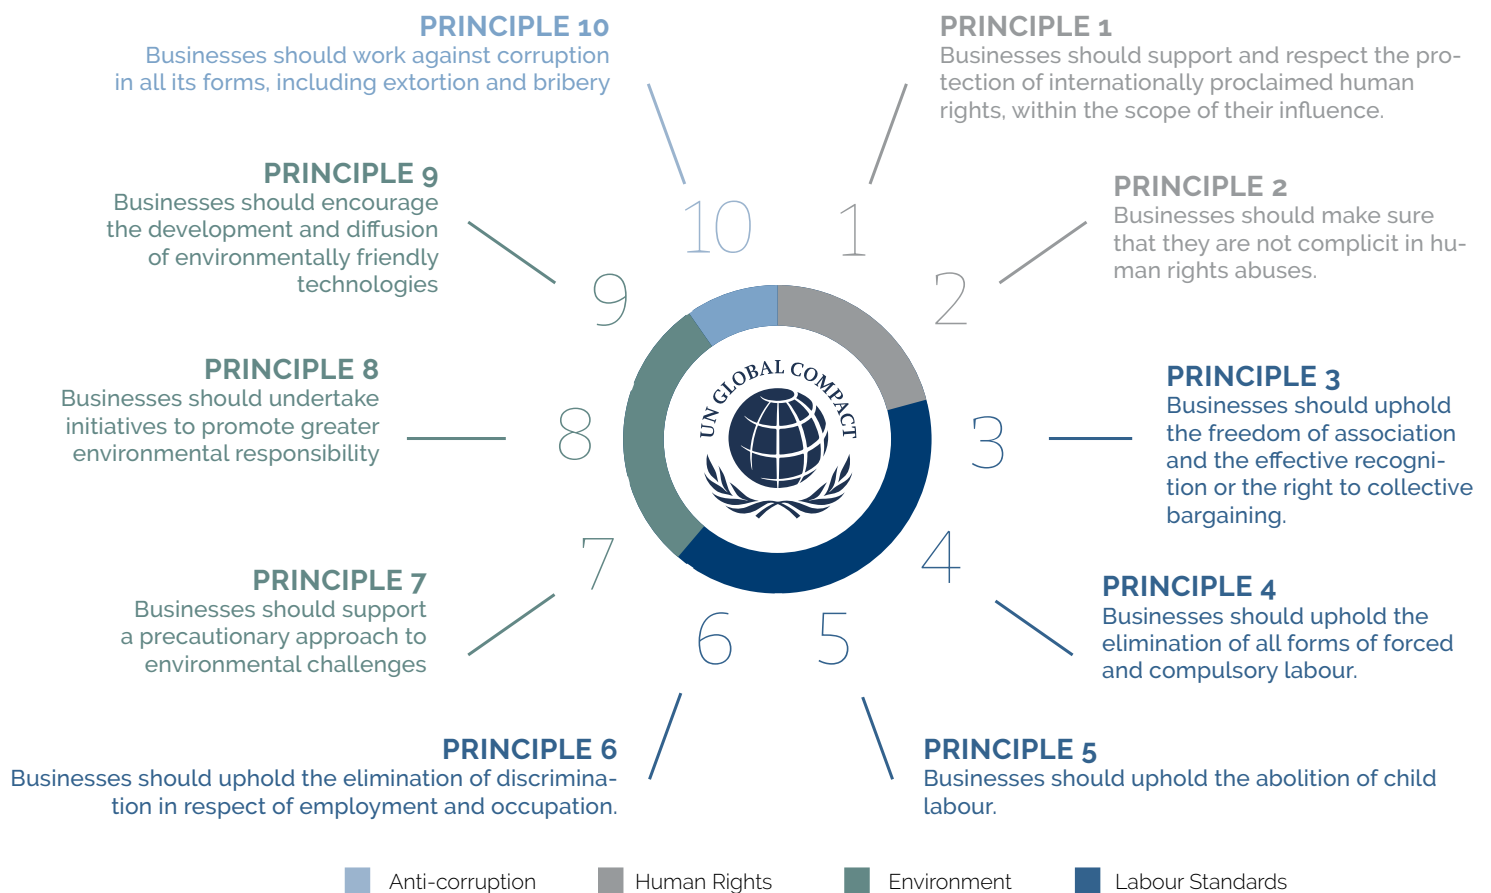 PRINCIPLE 10
Businesses should work against corruption
in all its forms, including extortion and bribery
PRINCIPLE 1
Businesses should support and respect the pro-
tection of internationally proclaimed human
rights, within the scope of their influence.
PRINCIPLE 9
Businesses should encourage
the development and diffusion
of environmentally friendly
technologies
PRINCIPLE 2
Businesses should make sure
that they are not complicit in hu-
man rights abuses.
10
1
9
2
PRINCIPLE 8
Businesses should undertake
initiatives to promote greater
environmental responsibility
8
UN GLOBAL COMPACT
3
PRINCIPLE 3
Businesses should uphold
the freedom of association
and the effective recogni-
tion or the right to collective
bargaining.
7
4
PRINCIPLE 7
Businesses should support
a precautionary approach to
environmental challenges
6
5
PRINCIPLE 4
Businesses should uphold the
elimination of all forms of forced
and compulsory labour.
PRINCIPLE 6
Businesses should uphold the elimination of discrimina-
tion in respect of employment and occupation.
PRINCIPLE 5
Businesses should uphold the abolition of child
labour.
Anti-corruption
Human Rights
Environment
Labour Standards